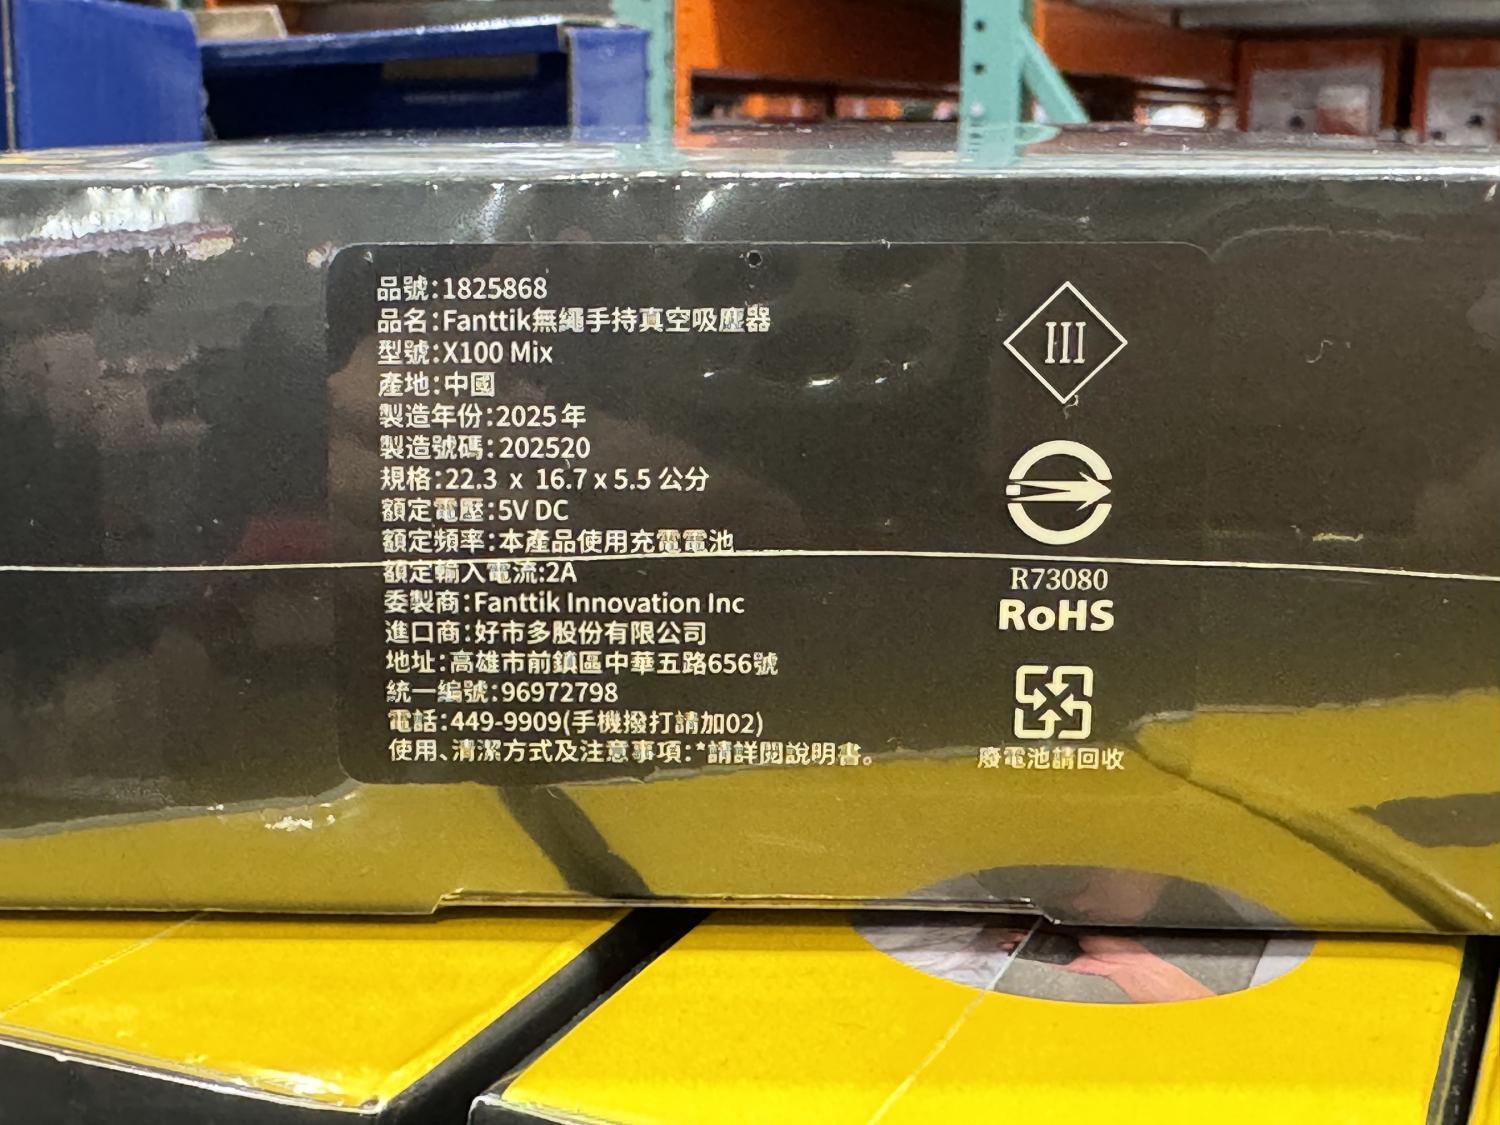 品號:1825868
品名:Fanttik無繩手持真空吸塵器
型號:X100 Mix
產地:中國
製造年份:2025年
製造號碼:202520
規格:22.3 x 16.7 x 5.5 公分
額定電壓:5V DC
額定頻率:本產品使用充電電池
額定輸入電流:2A
委製商:Fanttik Innovation Inc
進口商:好市多股份有限公司
地址:高雄市前鎮區中華五路656號
統一編號:96972798
電話:449-9909(手機撥打請加02)
使用、清潔方式及注意事項:*請詳閱說明書。
III
R73080
RoHS
廢電池請回收